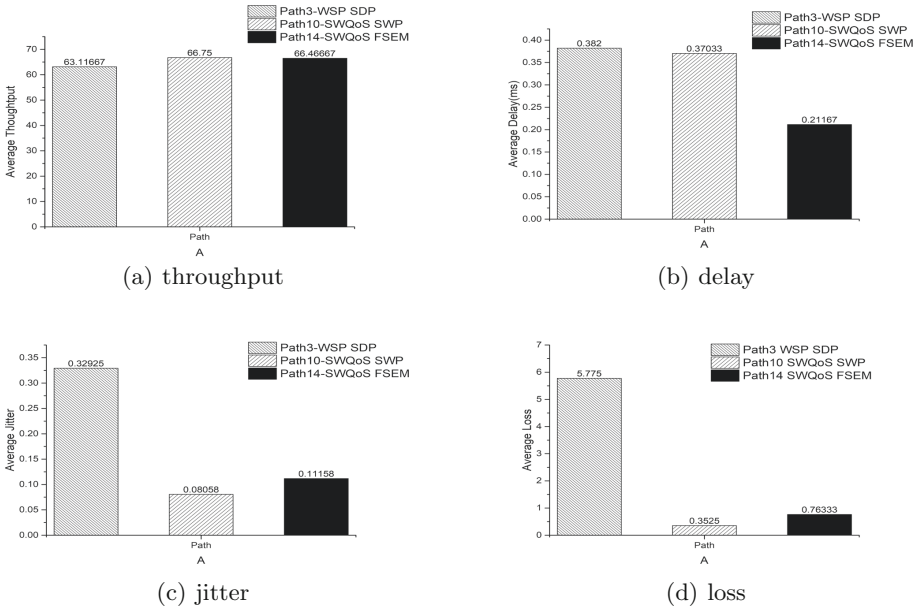 Path3-WSP SDP
Path10-SWQoS SWP
Path14-SWQoS FSEM
Average Thoughtput
70
60
50
40
30
20
10
0
63.11667
66.75
66.46667
Path
A
(a) throughput
Path3-WSP SDP
Path10-SWQoS SWP
Path14-SWQoS FSEM
Average Delay(ms)
0.40
0.35
0.30
0.25
0.20
0.15
0.10
0.05
0.00
0.382
0.37033
0.21167
Path
A
(b) delay
Path3-WSP SDP
Path10-SWQoS SWP
Path14-SWQoS FSEM
Average Jitter
0.35
0.30
0.25
0.20
0.15
0.10
0.05
0.00
0.32925
0.08058
0.11158
Path
A
(c) jitter
Path3 WSP SDP
Path10 SWQoS SWP
Path14 SWQoS FSEM
Average Loss
7
6
5
4
3
2
1
0
5.775
0.3525
0.76333
Path
A
(d) loss